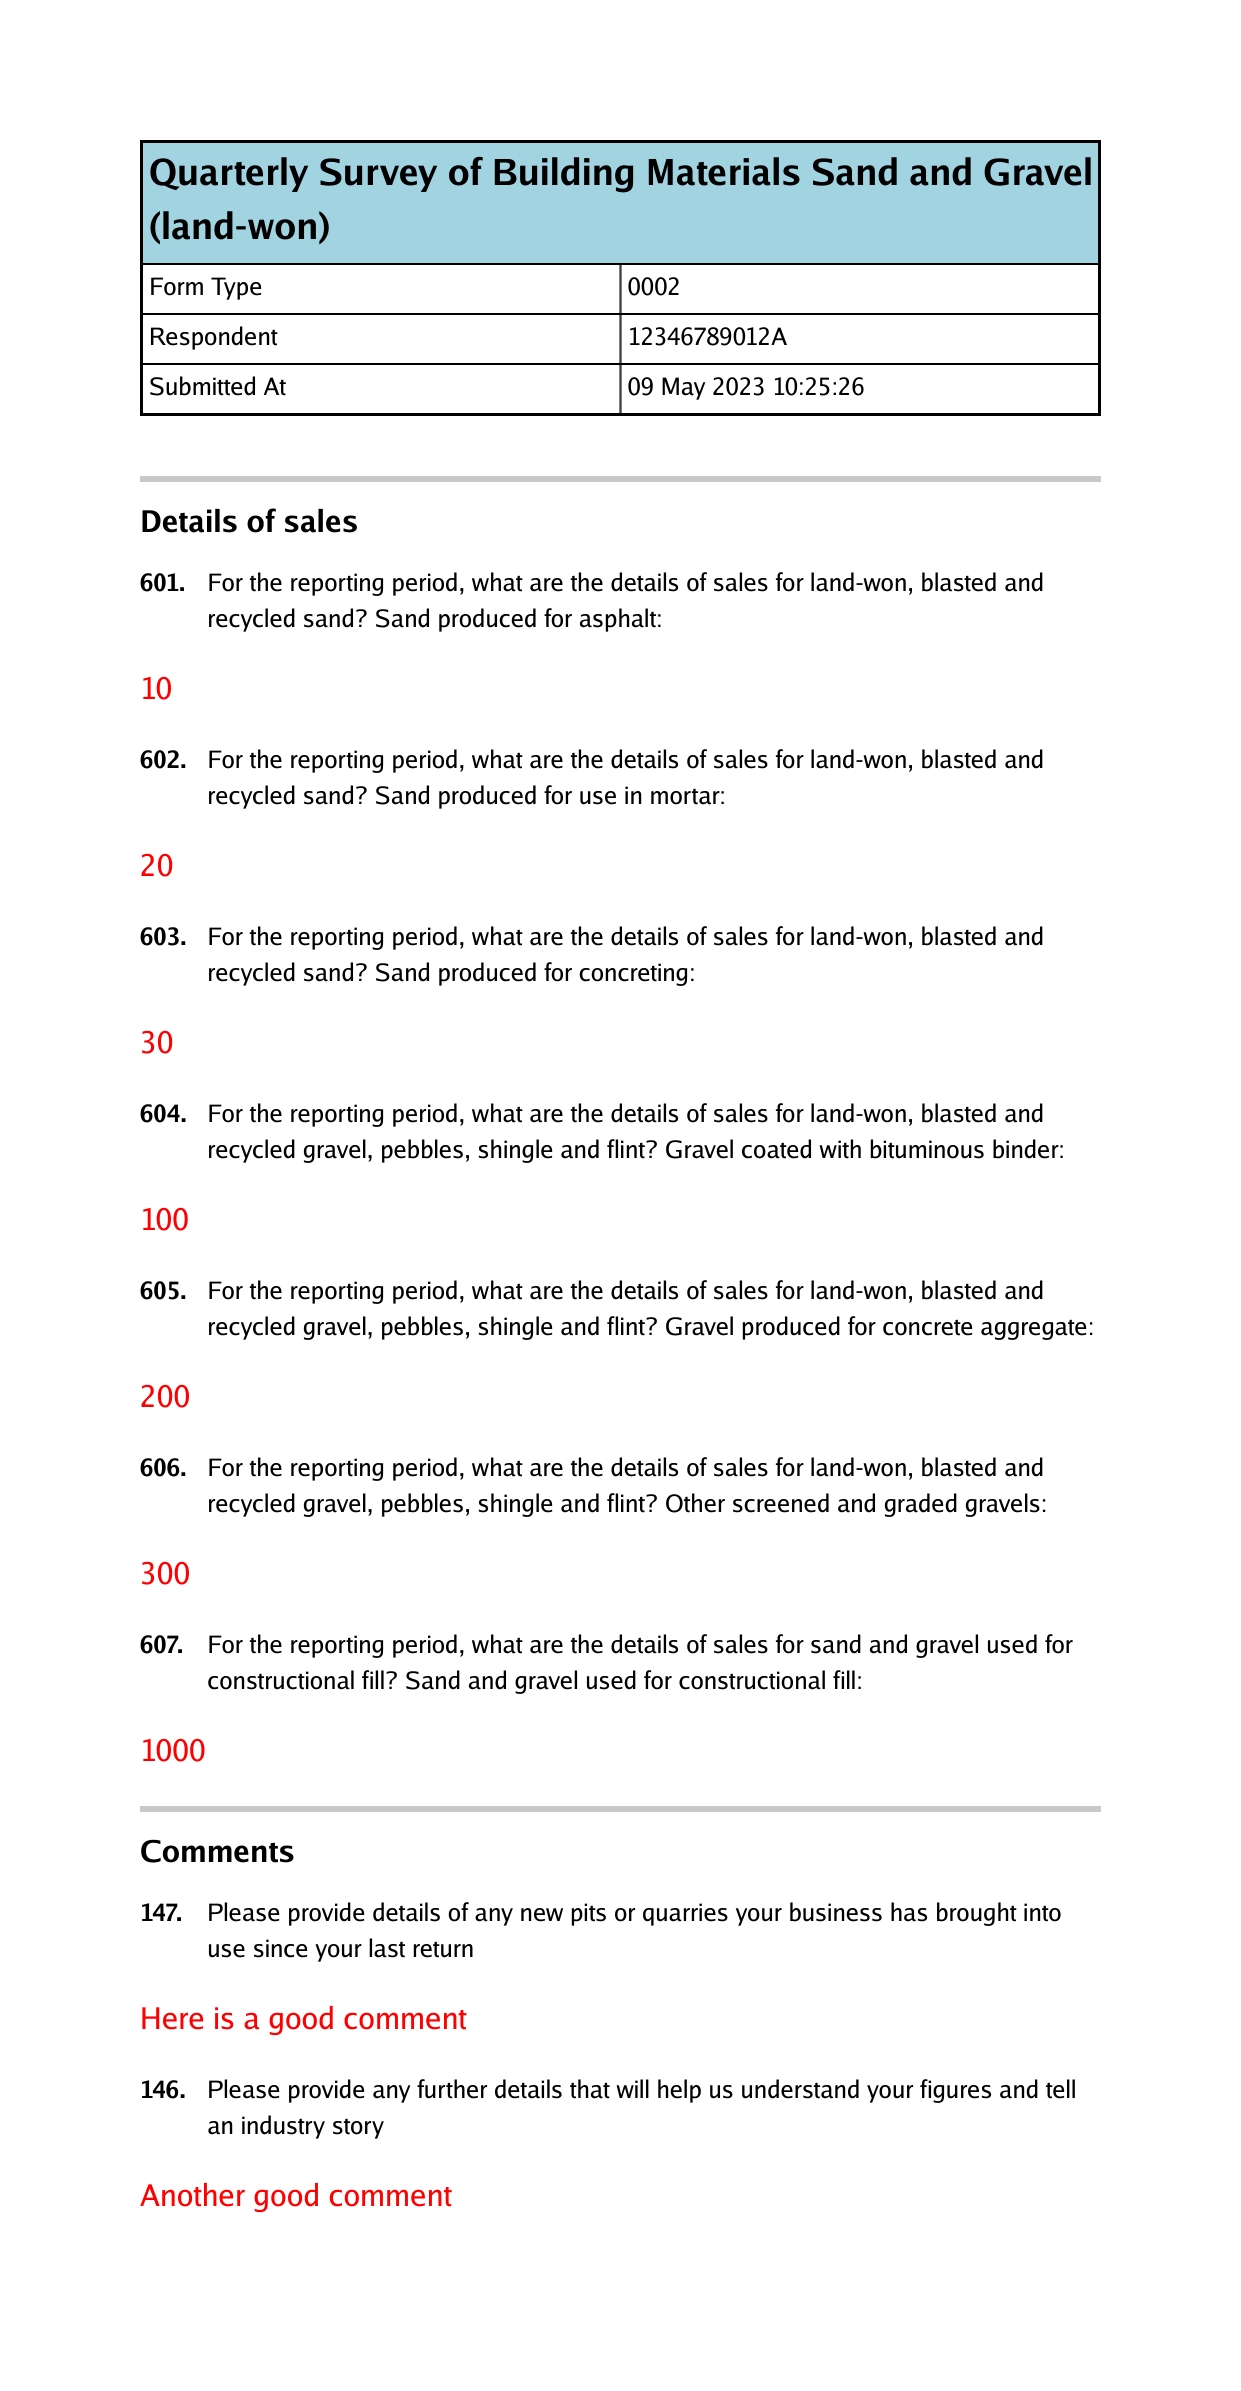 Quarterly Survey of Building Materials Sand and Gravel
(land-won)
Form Type 0002
Respondent 12346789012A
Submitted At 09 May 2023 10:25:26
Details of sales
601. For the reporting period, what are the details of sales for land-won, blasted and
recycled sand? Sand produced for asphalt:
10
602. For the reporting period, what are the details of sales for land-won, blasted and
recycled sand? Sand produced for use in mortar:
20
603. For the reporting period, what are the details of sales for land-won, blasted and
recycled sand? Sand produced for concreting:
30
604. For the reporting period, what are the details of sales for land-won, blasted and
recycled gravel, pebbles, shingle and flint? Gravel coated with bituminous binder:
100
605. For the reporting period, what are the details of sales for land-won, blasted and
recycled gravel, pebbles, shingle and flint? Gravel produced for concrete aggregate:
200
606. For the reporting period, what are the details of sales for land-won, blasted and
recycled gravel, pebbles, shingle and flint? Other screened and graded gravels:
300
607. For the reporting period, what are the details of sales for sand and gravel used for
constructional fill? Sand and gravel used for constructional fill:
1000
Comments
147. Please provide details of any new pits or quarries your business has brought into
use since your last return
Here is a good comment
146. Please provide any further details that will help us understand your figures and tell
an industry story
Another good comment